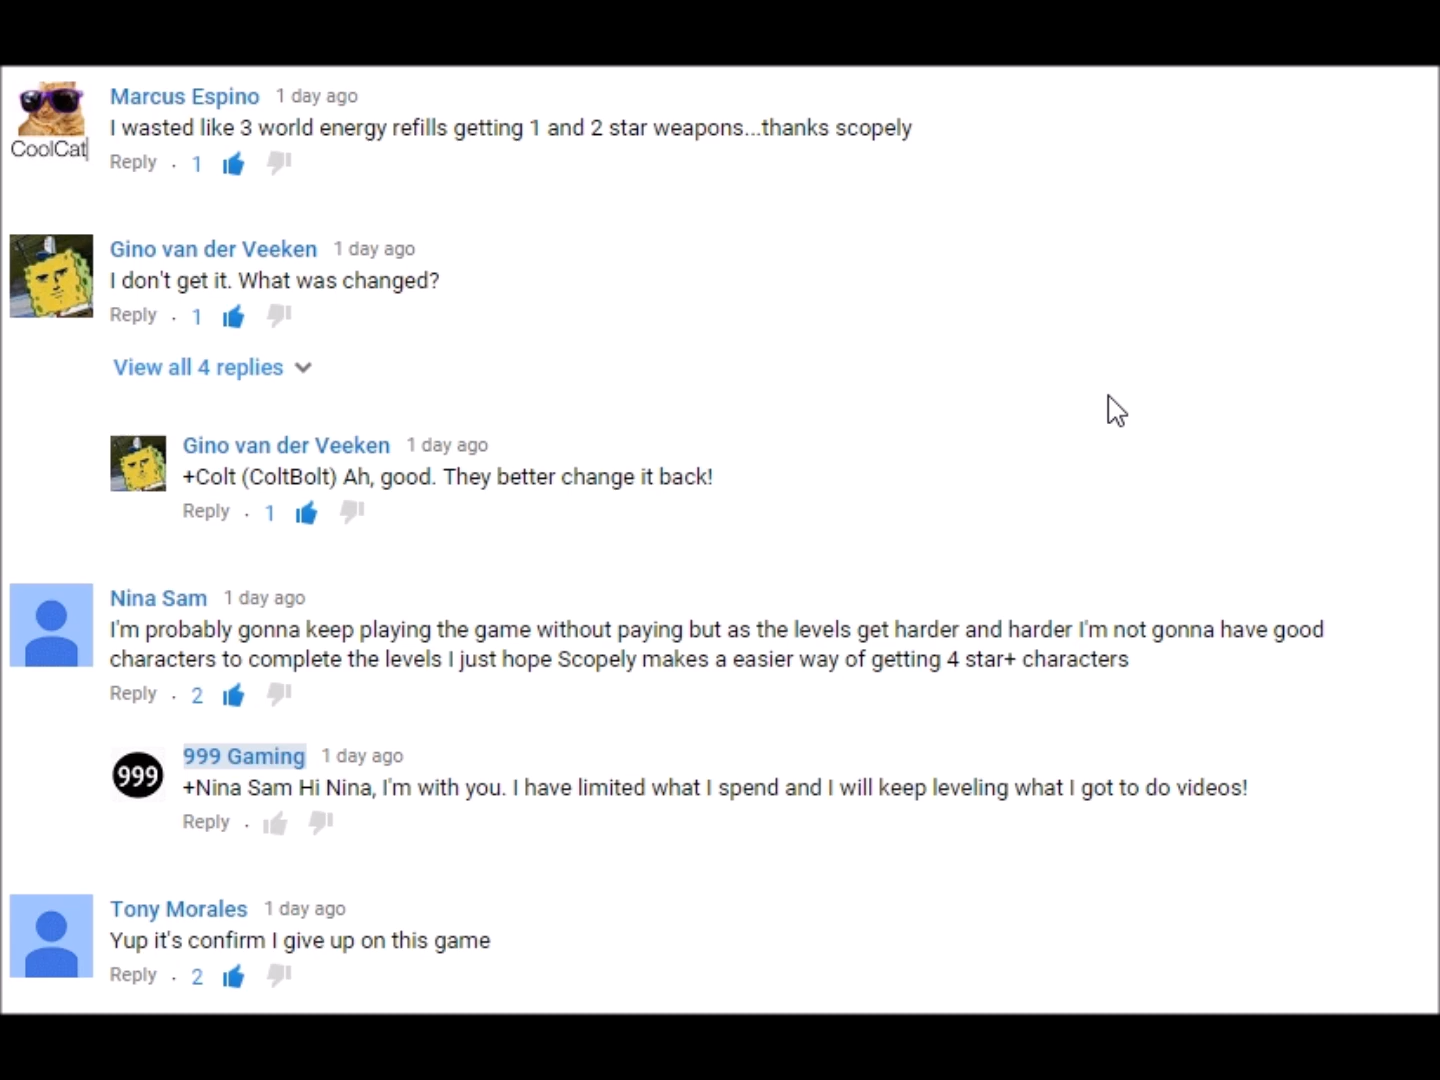 Marcus Espino 1 day ago
I wasted like 3 world energy refills getting 1 and 2 star weapons...thanks scopely
CoolCat
Reply . 1
Gino van der Veeken 1 day ago
I don't get it. What was changed?
Reply . 1
View all 4 replies
Gino van der Veeken 1 day ago
+Colt (ColtBolt) Ah, good. They better change it back!
Reply . 1
Nina Sam 1 day ago
I'm probably gonna keep playing the game without paying but as the levels get harder and harder I'm not gonna have good
characters to complete the levels I just hope Scopely makes a easier way of getting 4 star+ characters
Reply . 2
999
999 Gaming 1 day ago
+Nina Sam Hi Nina, I'm with you. I have limited what I spend and I will keep leveling what I got to do videos!
Reply .
Tony Morales 1 day ago
Yup it's confirm I give up on this game
Reply . 2